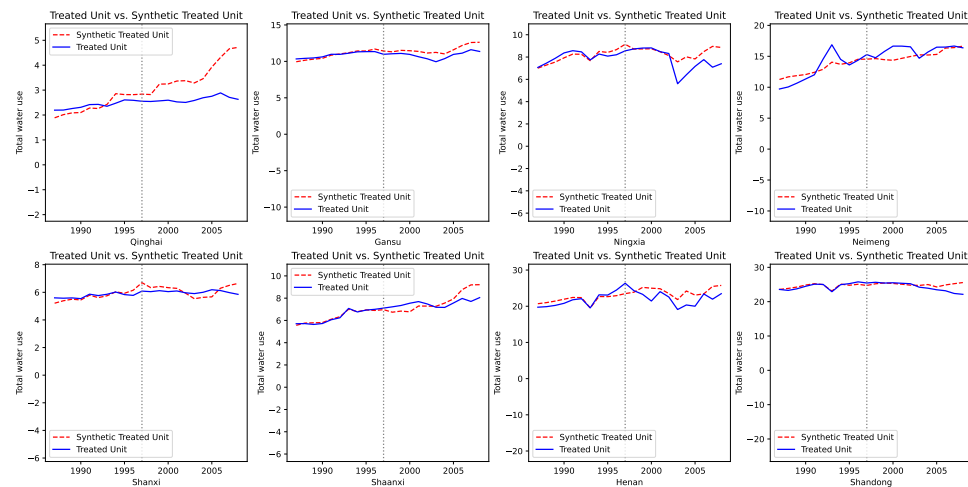 Treated Unit vs. Synthetic Treated Unit
Total water use
5
4
3
2
1
0
−1
−2
Synthetic Treated Unit
Treated Unit
1990
1995
2000
2005
Qinghai
Treated Unit vs. Synthetic Treated Unit
Total water use
15
10
5
0
−5
−10
Synthetic Treated Unit
Treated Unit
1990
1995
2000
2005
Gansu
Treated Unit vs. Synthetic Treated Unit
Total water use
10
8
6
4
2
0
−2
−4
−6
Synthetic Treated Unit
Treated Unit
1990
1995
2000
2005
Ningxia
Treated Unit vs. Synthetic Treated Unit
Total water use
20
15
10
5
0
−5
−10
Synthetic Treated Unit
Treated Unit
1990
1995
2000
2005
Neimeng
Treated Unit vs. Synthetic Treated Unit
Total water use
8
6
4
2
0
−2
−4
−6
Synthetic Treated Unit
Treated Unit
1990
1995
2000
2005
Shanxi
Treated Unit vs. Synthetic Treated Unit
Total water use
10
8
6
4
2
0
−2
−4
−6
Synthetic Treated Unit
Treated Unit
1990
1995
2000
2005
Shaanxi
Treated Unit vs. Synthetic Treated Unit
Total water use
30
20
10
0
−10
−20
Synthetic Treated Unit
Treated Unit
1990
1995
2000
2005
Henan
Treated Unit vs. Synthetic Treated Unit
Total water use
30
20
10
0
−10
−20
Synthetic Treated Unit
Treated Unit
1990
1995
2000
2005
Shandong